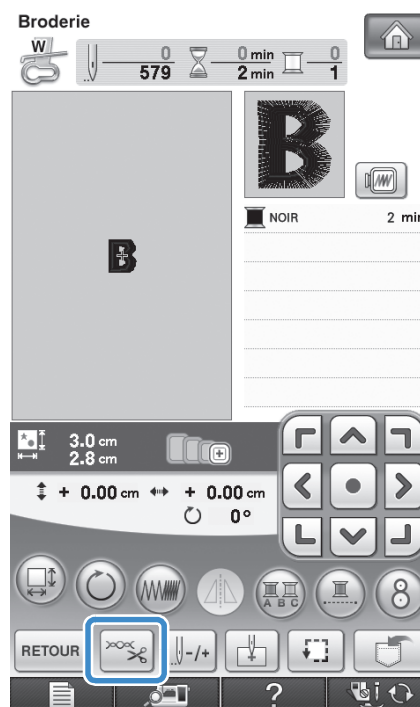 Broderie
W
0 0 min 0
579 2 min 1
NOIR 2 min
3.0 cm
2.8 cm
+ 0.00 cm + 0.00 cm
0°
A B C
8
RETOUR -/+
?